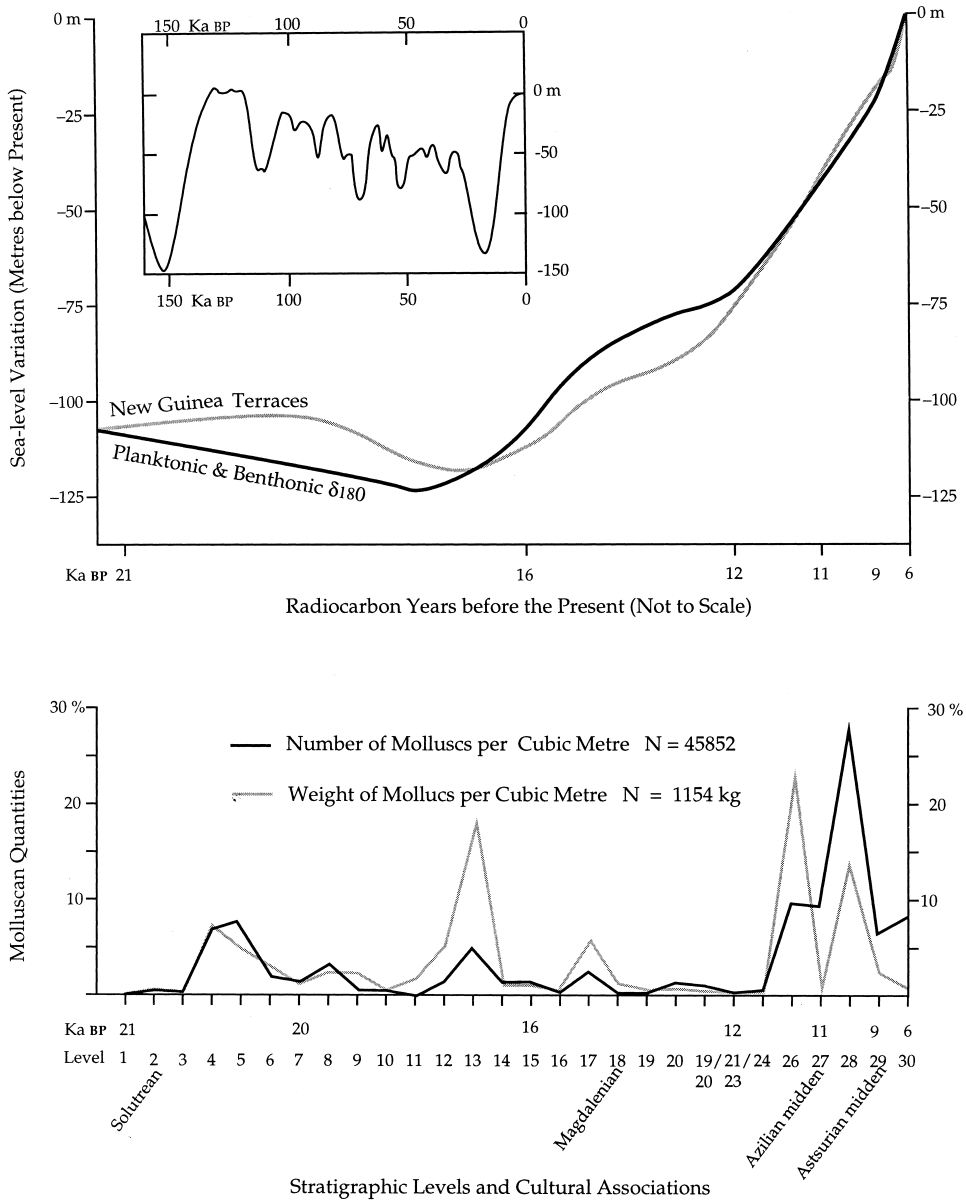 150 Ka BP 100 50 0
0 m
0 m
0 m
−25
−25
−50
-50
−50
-100
-150
150 Ka BP 100 50 0
−75
−75
−100
−100
−125
−125
New Guinea Terraces
Planktonic & Benthonic δ180
Ka BP 21 16 12 11 9 6
Radiocarbon Years before the Present (Not to Scale)
Sea-level Variation (Metres below Present)
30 %
30 %
Number of Molluscs per Cubic Metre N = 45852
Weight of Mollucs per Cubic Metre N = 1154 kg
20
20
10
10
Molluscan Quantities
Ka BP 21 20 16 12 11 9 6
Level 1 2 3 4 5 6 7 8 9 10 11 12 13 14 15 16 17 18 19 20 19/ 21/ 24 26 27 28 29 30
20 23
Solutrean
Magdalenian
Azilian midden
Astsurian midden
Stratigraphic Levels and Cultural Associations